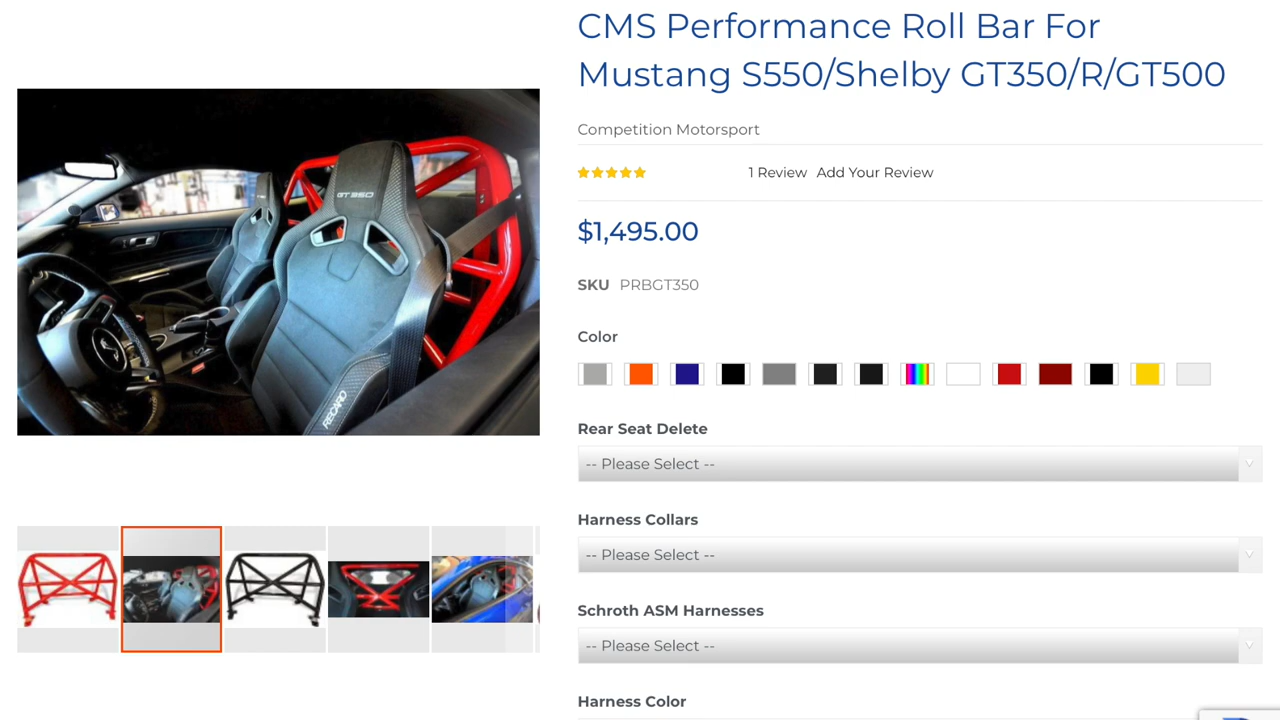 CMS Performance Roll Bar For
Mustang S550/Shelby GT350/R/GT500
Competition Motorsport
1 Review Add Your Review
$1,495.00
SKU PRBGT350
Color
Rear Seat Delete
-- Please Select --
Harness Collars
-- Please Select --
Schroth ASM Harnesses
-- Please Select --
Harness Color
GT350
RECARO